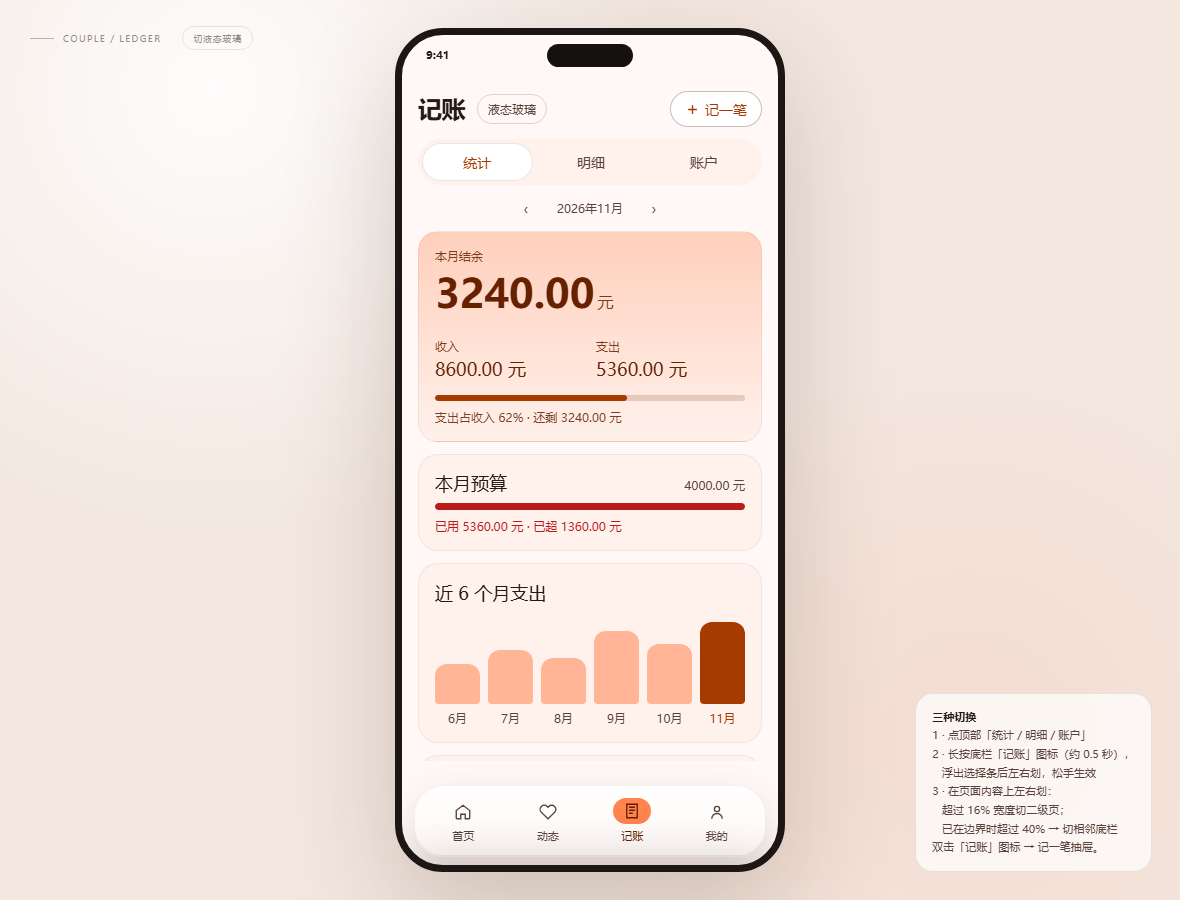 COUPLE / LEDGER
切液态玻璃
9:41
记账
液态玻璃
+ 记一笔
统计
明细
账户
‹ 2026年11月 ›
本月结余
3240.00元
收入
支出
8600.00 元
5360.00 元
支出占收入 62% · 还剩 3240.00 元
本月预算
4000.00 元
已用 5360.00 元 · 已超 1360.00 元
近 6 个月支出
6月
7月
8月
9月
10月
11月
首页
动态
记账
我的
三种切换
1 · 点顶部「统计 / 明细 / 账户」
2 · 长按底栏「记账」图标（约 0.5 秒），
浮出选择条后左右划，松手生效
3 · 在页面内容上左右划：
超过 16% 宽度切二级页；
已在边界时超过 40% → 切相邻底栏
双击「记账」图标 → 记一笔抽屉。